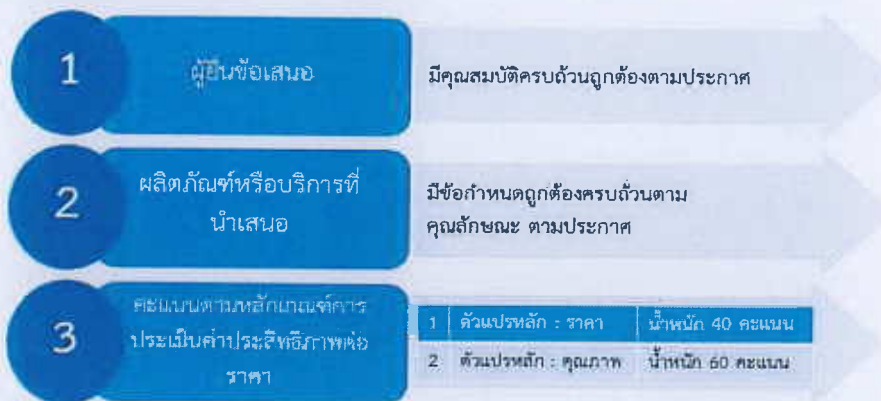 1
ผู้ยื่นข้อเสนอ
มีคุณสมบัติครบถ้วนถูกต้องตามประกาศ
2
ผลิตภัณฑ์หรือบริการที่
นำเสนอ
มีข้อกำหนดถูกต้องครบถ้วนตาม
คุณลักษณะ ตามประกาศ
3
คะแนนตามหลักเกณฑ์การ
ประเมินค่าประสิทธิภาพต่อ
ราคา
1 ตัวแปรหลัก : ราคา น้ำหนัก 40 คะแนน
2 ตัวแปรหลัก : คุณภาพ น้ำหนัก 60 คะแนน